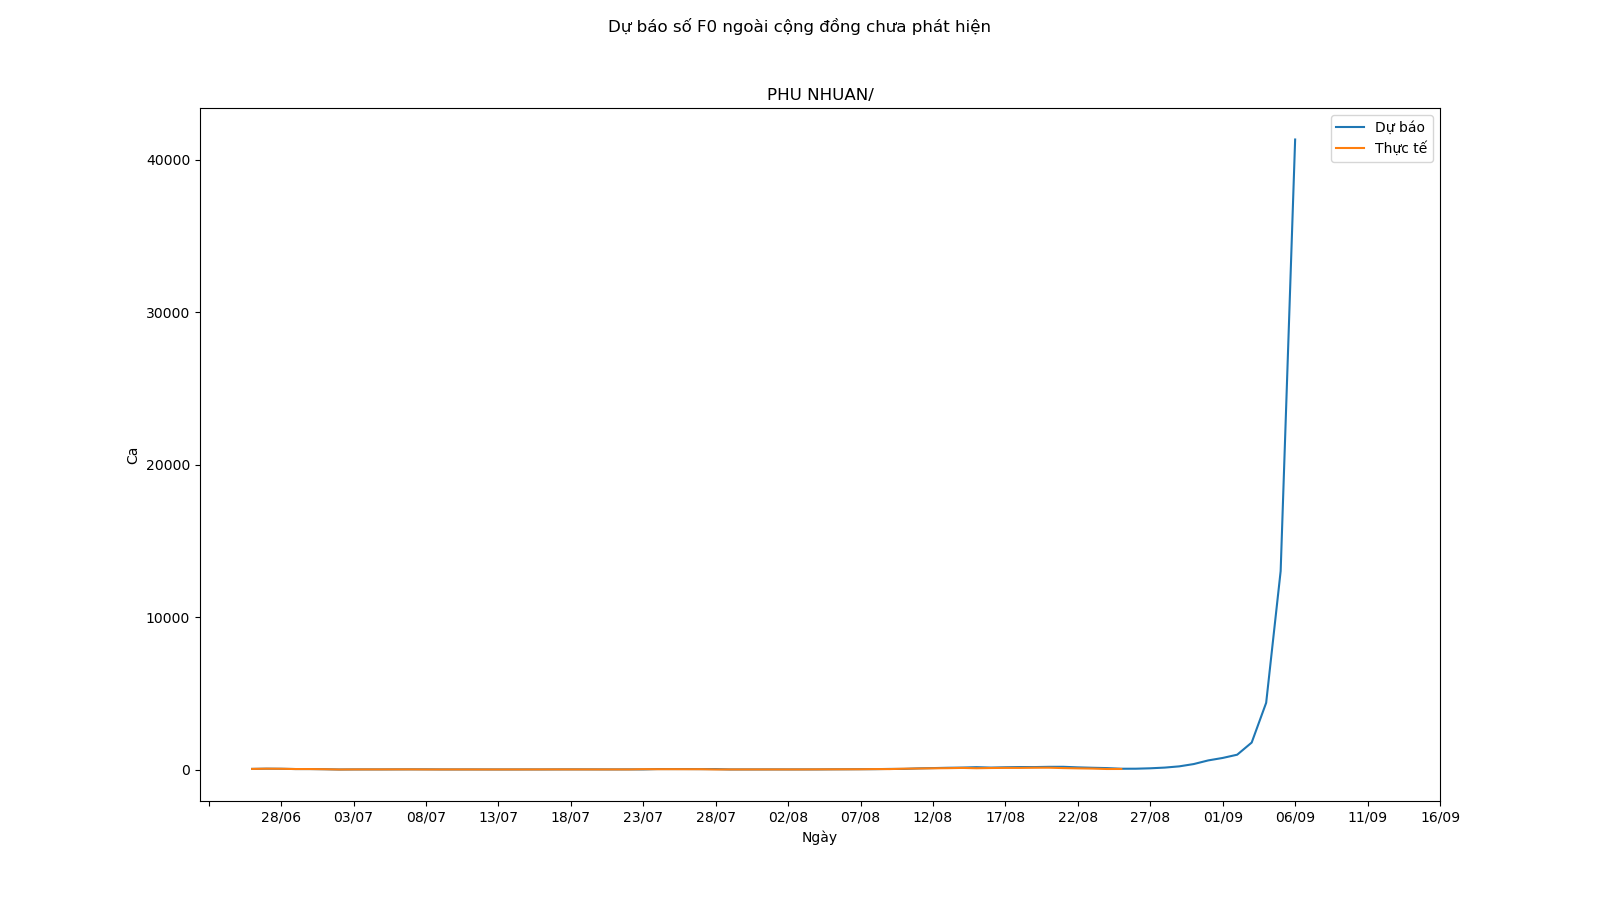 Dự báo số F0 ngoài cộng đồng chưa phát hiện
PHU NHUAN/
Dự báo
Thực tế
40000
30000
20000
10000
0
Ca
28/06 03/07 08/07 13/07 18/07 23/07 28/07 02/08 07/08 12/08 17/08 22/08 27/08 01/09 06/09 11/09 16/09
Ngày